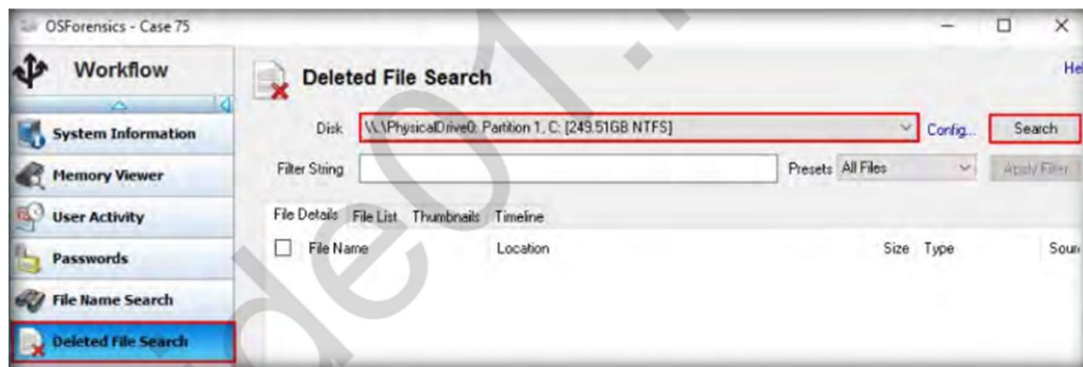 OSForensics - Case 75
Workflow
System Information
Memory Viewer
User Activity
Passwords
File Name Search
Deleted File Search
Deleted File Search
Hel
Disk \\.\PhysicalDrive0: Partition 1, C: [249.51GB NTFS] Config... Search
Filter String Presets All Files Apply Filter
File Details File List Thumbnails Timeline
File Name Location Size Type Sour